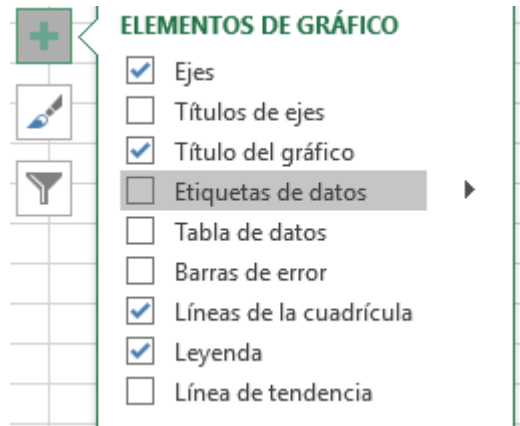 ELEMENTOS DE GRÁFICO
Ejes
Títulos de ejes
Título del gráfico
Etiquetas de datos
Tabla de datos
Barras de error
Líneas de la cuadrícula
Leyenda
Línea de tendencia